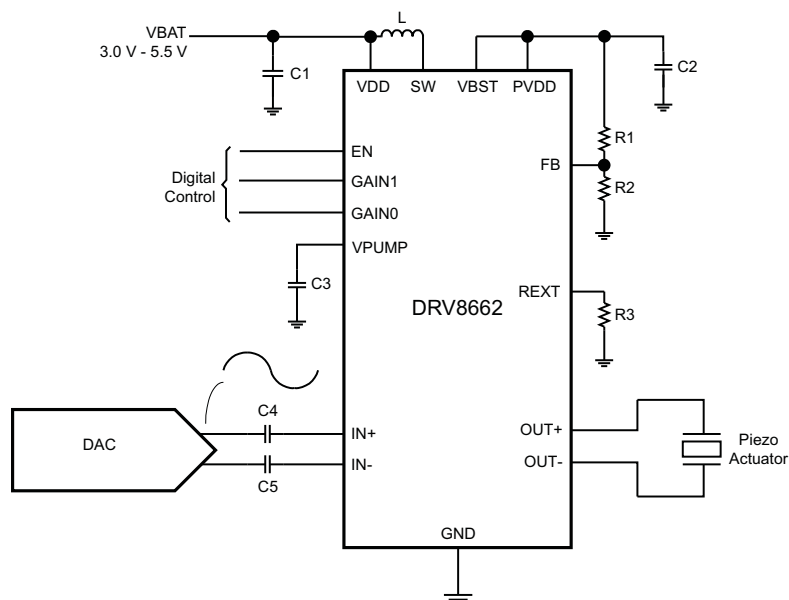 L
VBAT
3.0 V - 5.5 V
C1
VDD
SW
VBST
PVDD
C2
R1
EN
FB
Digital
Control
GAIN1
R2
GAIN0
VPUMP
C3
REXT
DRV8662
R3
C4
DAC
IN+
OUT+
Piezo
Actuator
IN-
OUT-
C5
GND